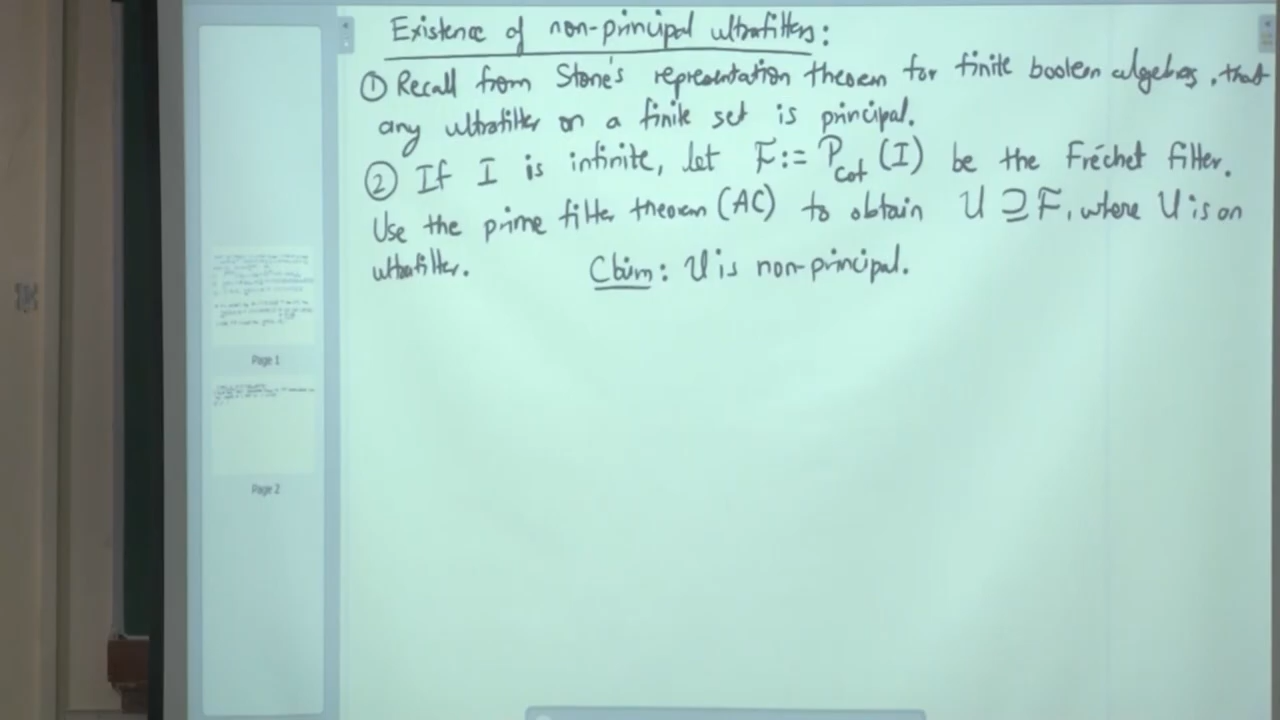 Existence of non-principal ultrafilters:
① Recall from Stone's representation theorem for finite boolean algebras, that
any ultrafilter on a finite set is principal.
② If I is infinite, let F := P_cof(I) be the Fréchet filter.
Use the prime filter theorem (AC) to obtain U ⊇ F, where U is an
ultrafilter. Claim: U is non-principal.
Page 1
Page 2